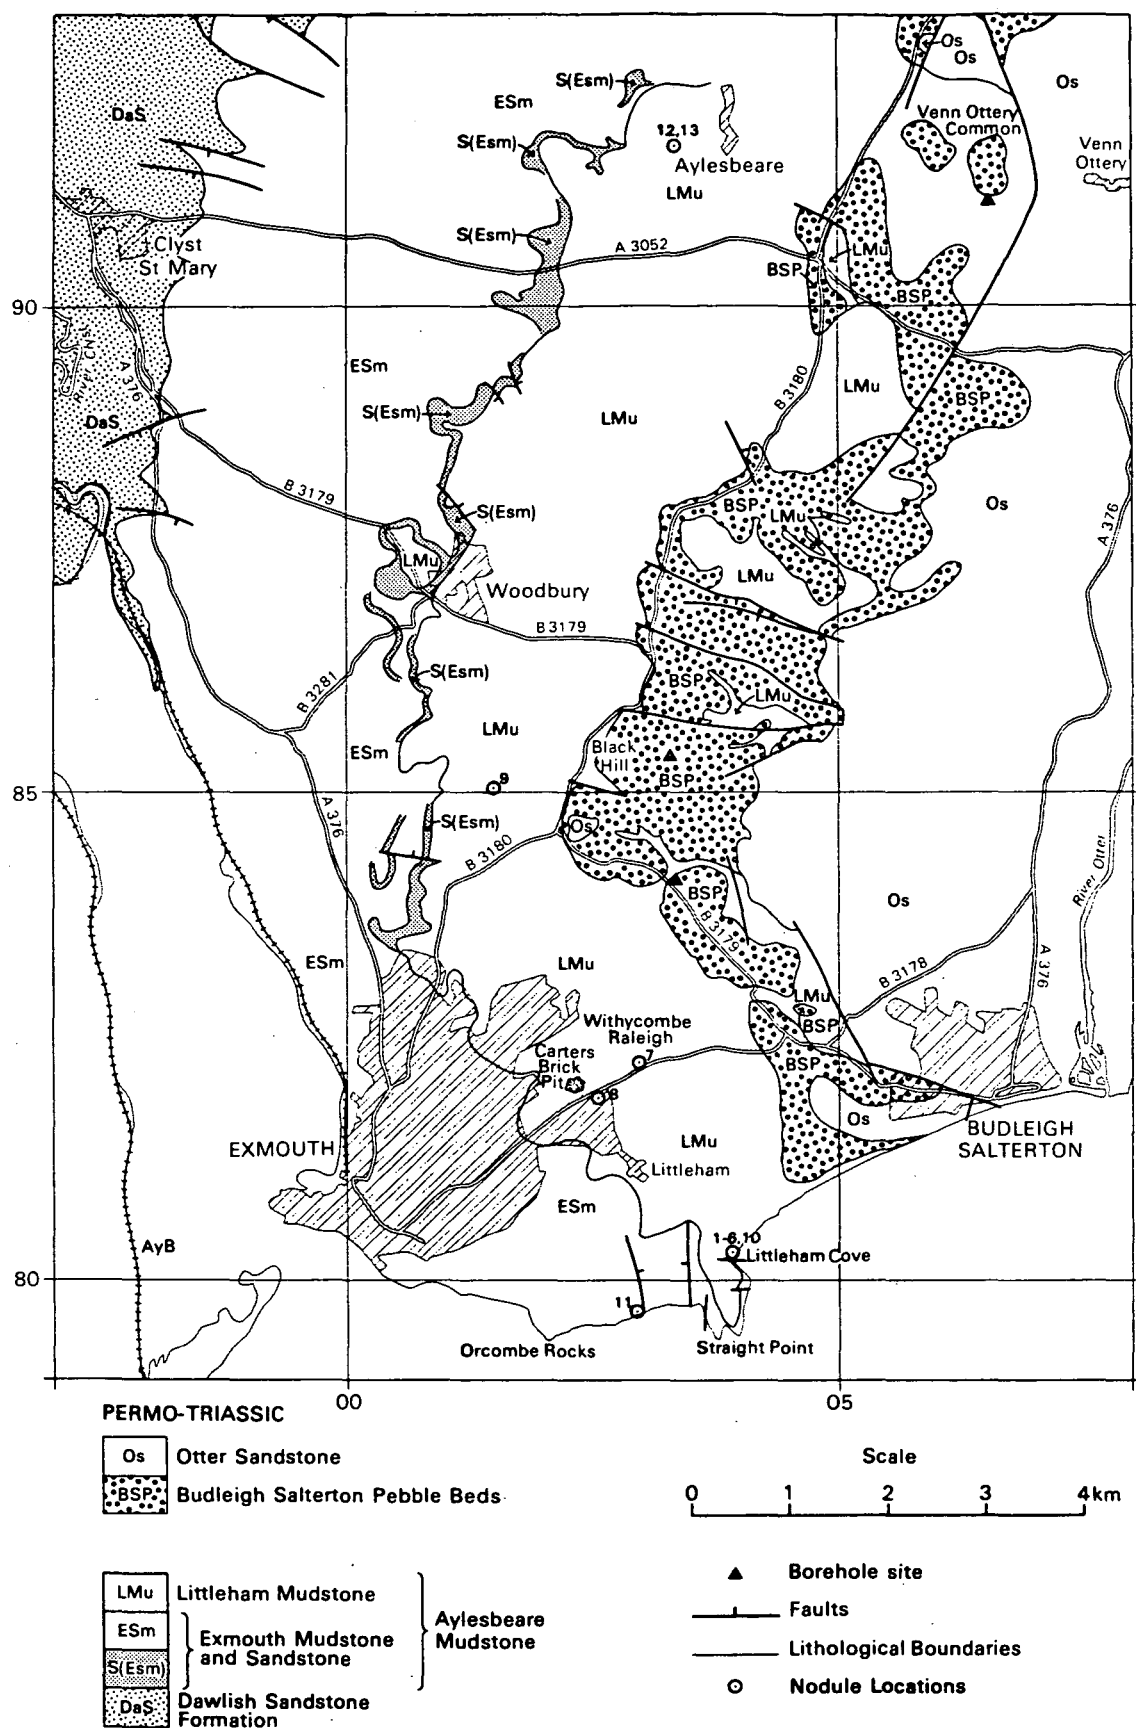 Os
Os
Os
S(Esm)
ESm
DaS
Venn Ottery
Common
12,13
S(Esm)
Aylesbeare
Venn
Ottery
LMu
S(Esm)
A 3052
Clyst
St Mary
LMu
BSP
BSP
90
River Clyst
A 376
ESm
B 3180
LMu
BSP
S(Esm)
LMu
DaS
B 3179
BSP
Os
S(Esm)
LMu
A 376
LMu
LMu
Woodbury
B 3179
B 3281
S(Esm)
BSP
LMu
LMu
ESm
Black
Hill
BSP
9
85
A 376
S(Esm)
B 3180
Os
BSP
River Otter
Os
B 3179
ESm
LMu
B 3178
A 376
LMu
BSP
Withycombe
Raleigh
7
Carters
Brick
Pit
BSP
8
Os
EXMOUTH
LMu
BUDLEIGH
SALTERTON
Littleham
ESm
AyB
1-6,10
Littleham Cove
80
11
Orcombe Rocks
Straight Point
00
05
PERMO-TRIASSIC
Os Otter Sandstone
BSP Budleigh Salterton Pebble Beds
Scale
0 1 2 3 4km
LMu Littleham Mudstone
ESm
S(Esm)
Exmouth Mudstone
and Sandstone
Aylesbeare
Mudstone
DaS Dawlish Sandstone
Formation
Borehole site
Faults
Lithological Boundaries
Nodule Locations